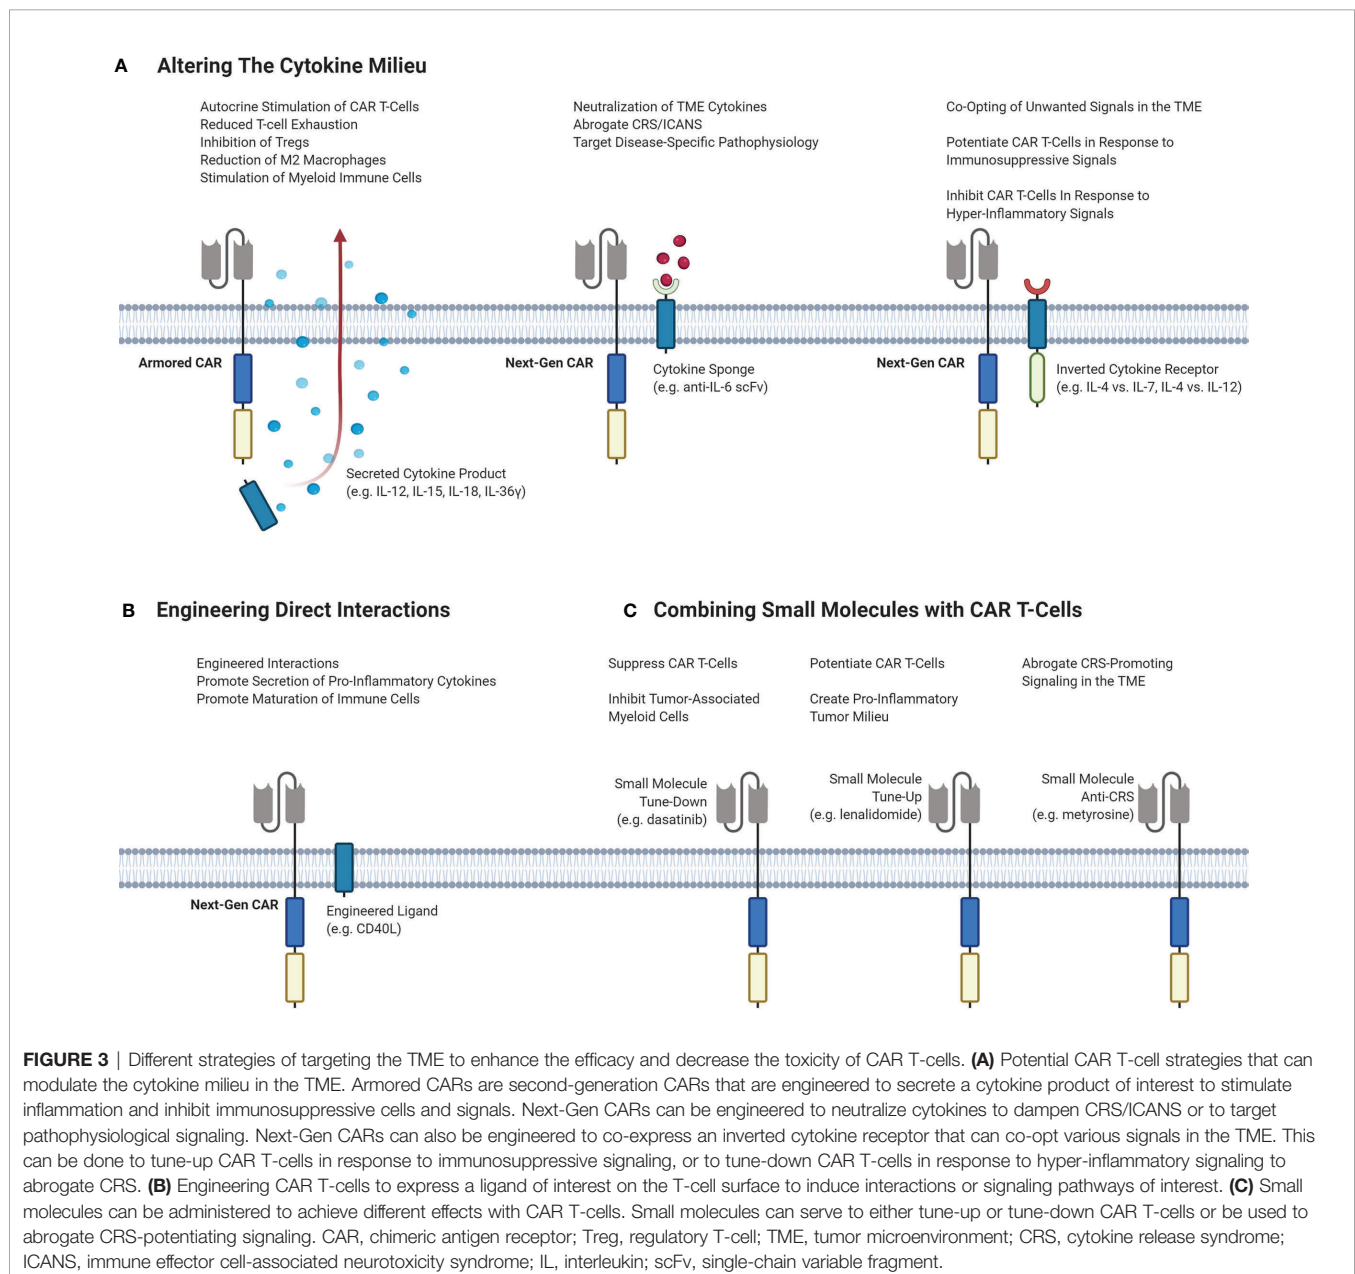 A Altering The Cytokine Milieu
Autocrine Stimulation of CAR T-Cells
Reduced T-cell Exhaustion
Inhibition of Tregs
Reduction of M2 Macrophages
Stimulation of Myeloid Immune Cells
Neutralization of TME Cytokines
Abrogate CRS/ICANS
Target Disease-Specific Pathophysiology
Co-Opting of Unwanted Signals in the TME
Potentiate CAR T-Cells in Response to
Immunosuppressive Signals
Inhibit CAR T-Cells In Response to
Hyper-Inflammatory Signals
Armored CAR
Secreted Cytokine Product
(e.g. IL-12, IL-15, IL-18, IL-36γ)
Next-Gen CAR
Cytokine Sponge
(e.g. anti-IL-6 scFv)
Next-Gen CAR
Inverted Cytokine Receptor
(e.g. IL-4 vs. IL-7, IL-4 vs. IL-12)
B Engineering Direct Interactions
Engineered Interactions
Promote Secretion of Pro-Inflammatory Cytokines
Promote Maturation of Immune Cells
Next-Gen CAR
Engineered Ligand
(e.g. CD40L)
C Combining Small Molecules with CAR T-Cells
Suppress CAR T-Cells
Inhibit Tumor-Associated
Myeloid Cells
Potentiate CAR T-Cells
Create Pro-Inflammatory
Tumor Milieu
Abrogate CRS-Promoting
Signaling in the TME
Small Molecule
Tune-Down
(e.g. dasatinib)
Small Molecule
Tune-Up
(e.g. lenalidomide)
Small Molecule
Anti-CRS
(e.g. metyrosine)
FIGURE 3 | Different strategies of targeting the TME to enhance the efficacy and decrease the toxicity of CAR T-cells. (A) Potential CAR T-cell strategies that can
modulate the cytokine milieu in the TME. Armored CARs are second-generation CARs that are engineered to secrete a cytokine product of interest to stimulate
inflammation and inhibit immunosuppressive cells and signals. Next-Gen CARs can be engineered to neutralize cytokines to dampen CRS/ICANS or to target
pathophysiological signaling. Next-Gen CARs can also be engineered to co-express an inverted cytokine receptor that can co-opt various signals in the TME. This
can be done to tune-up CAR T-cells in response to immunosuppressive signaling, or to tune-down CAR T-cells in response to hyper-inflammatory signaling to
abrogate CRS. (B) Engineering CAR T-cells to express a ligand of interest on the T-cell surface to induce interactions or signaling pathways of interest. (C) Small
molecules can be administered to achieve different effects with CAR T-cells. Small molecules can serve to either tune-up or tune-down CAR T-cells or be used to
abrogate CRS-potentiating signaling. CAR, chimeric antigen receptor; Treg, regulatory T-cell; TME, tumor microenvironment; CRS, cytokine release syndrome;
ICANS, immune effector cell-associated neurotoxicity syndrome; IL, interleukin; scFv, single-chain variable fragment.